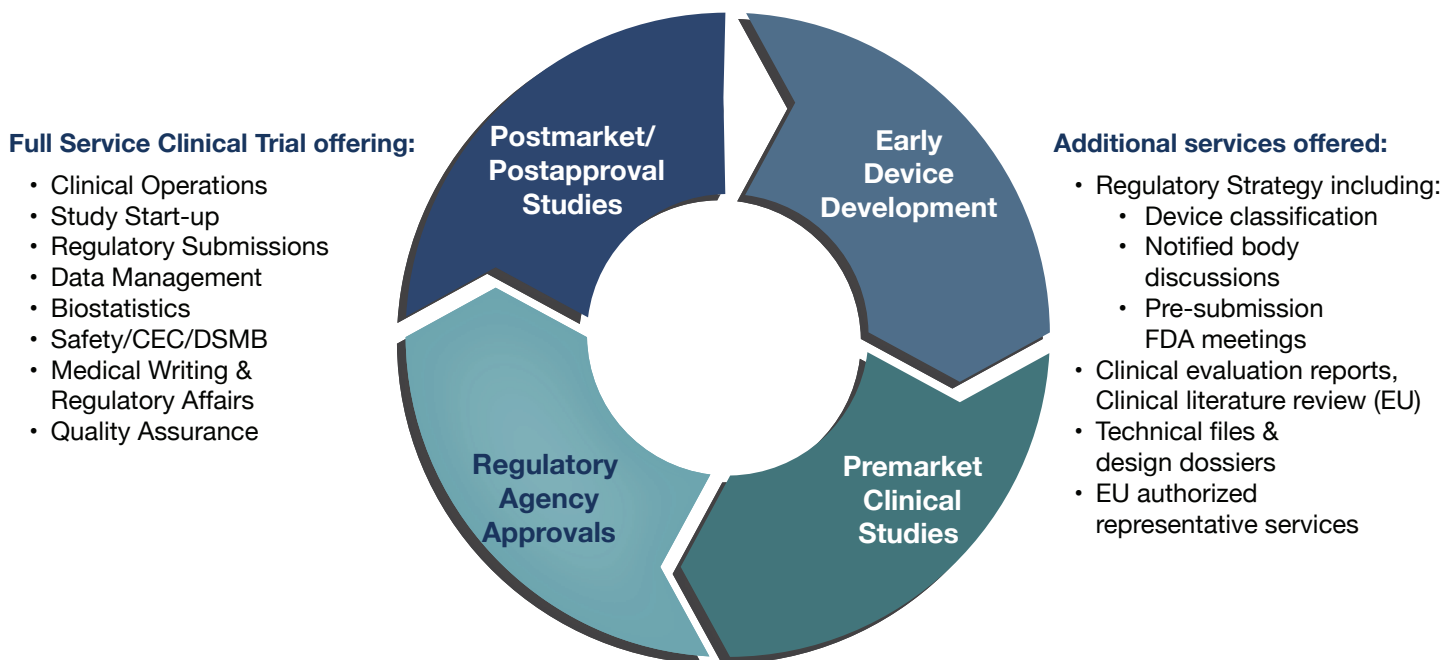 Full Service Clinical Trial offering:
• Clinical Operations
• Study Start-up
• Regulatory Submissions
• Data Management
• Biostatistics
• Safety/CEC/DSMB
• Medical Writing &
Regulatory Affairs
• Quality Assurance
Postmarket/
Postapproval
Studies
Early
Device
Development
Regulatory
Agency
Approvals
Premarket
Clinical
Studies
Additional services offered:
• Regulatory Strategy including:
• Device classification
• Notified body
discussions
• Pre-submission
FDA meetings
• Clinical evaluation reports,
Clinical literature review (EU)
• Technical files &
design dossiers
• EU authorized
representative services